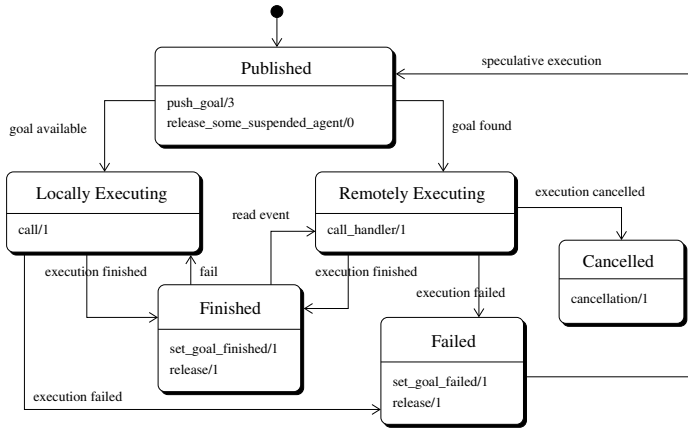 Published
speculative execution
push_goal/3
release_some_suspended_agent/0
goal available
goal found
Locally Executing
Remotely Executing
execution cancelled
call/1
read event
call_handler/1
Cancelled
execution finished
fail
execution finished
cancellation/1
execution failed
Finished
Failed
set_goal_finished/1
release/1
set_goal_failed/1
release/1
execution failed